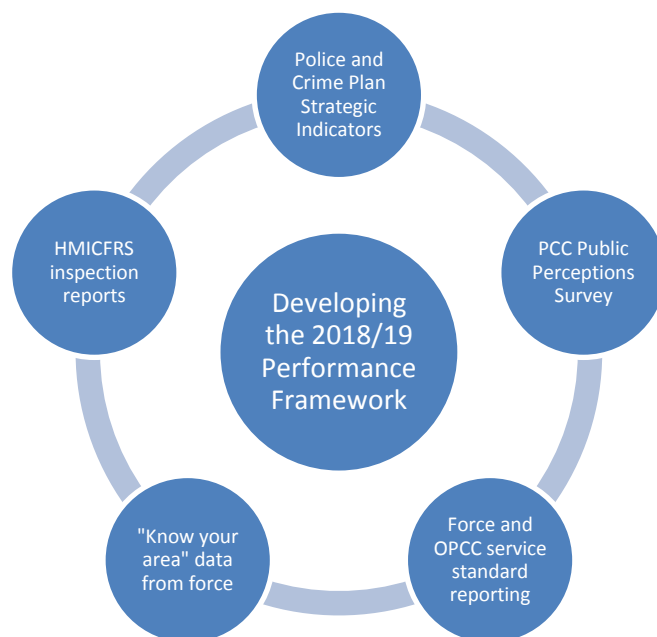 Police and
Crime Plan
Strategic
Indicators
HMICFRS
inspection
reports
PCC Public
Perceptions
Survey
Developing
the 2018/19
Performance
Framework
"Know your
area" data
from force
Force and
OPCC service
standard
reporting